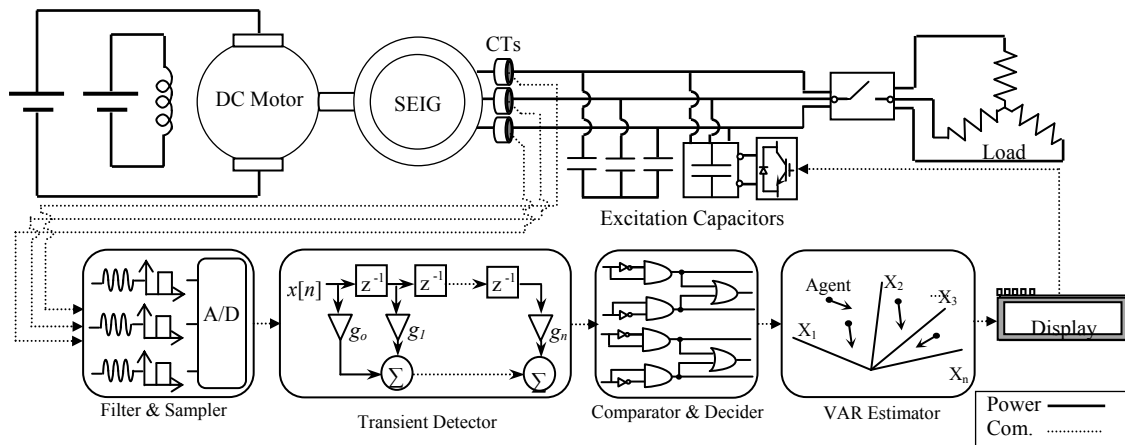 CTs
DC Motor
SEIG
Load
Excitation Capacitors
A/D
x[n]
z-1
z-1
z-1
go
g1
gn
Σ
Σ
Agent
X1
X2
...
X3
Xn
Display
Filter & Sampler
Transient Detector
Comparator & Decider
VAR Estimator
Power
Com.